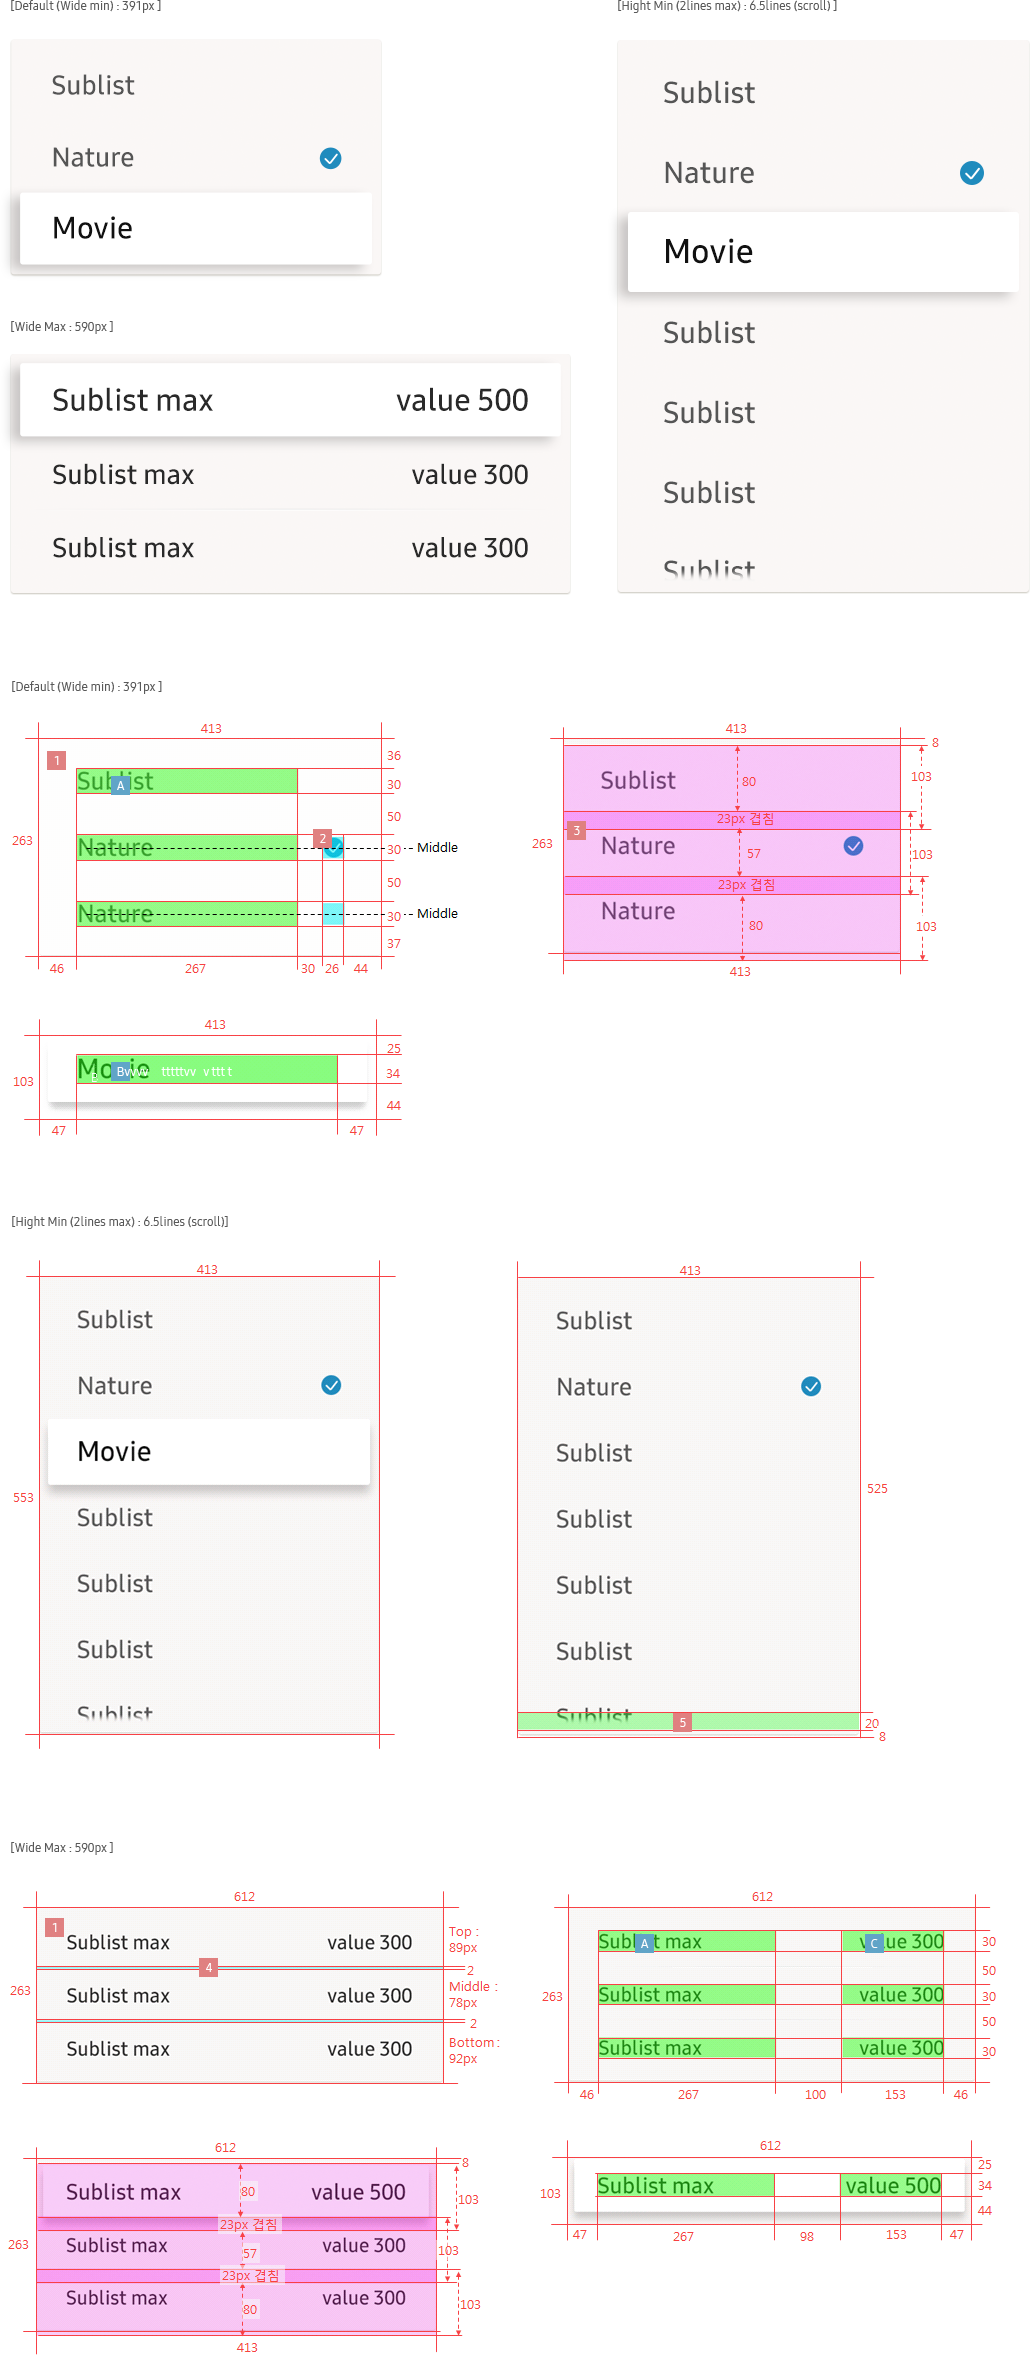 [Default (Wide min) : 391px ]
Sublist
Nature
Movie
[Hight Min (2lines max) : 6.5lines (scroll) ]
Sublist
Nature
Movie
Sublist
Sublist
Sublist
Sublist
[Wide Max : 590px ]
Sublist max value 500
Sublist max value 300
Sublist max value 300
[Default (Wide min) : 391px ]
413
1
Sublist
A
36
30
50
263
Nature
2
30
Middle
50
Nature
30
Middle
37
46 267 30 26 44
413
8
Sublist
80
103
23px 겹침
3
263
Nature
57
103
23px 겹침
Nature
80
103
413
413
25
103
Movie
B
Bvvvv tttttvv vttt t
34
44
47 47
[Hight Min (2lines max) : 6.5lines (scroll)]
413
Sublist
Nature
Movie
553
Sublist
Sublist
Sublist
Sublist
413
Sublist
Nature
Sublist
525
Sublist
Sublist
Sublist
Sublist
5
20
8
[Wide Max : 590px ]
612
1
Sublist max value 300
Top :
89px
4
2
263
Sublist max value 300
Middle :
78px
2
Sublist max value 300
Bottom :
92px
612
Sublist max value 300
A C
30
50
263
Sublist max value 300
30
50
Sublist max value 300
30
46 267 100 153 46
612
8
Sublist max 80 value 500
103
23px 겹침
263
Sublist max 57 value 300
103
23px 겹침
Sublist max value 300
80
103
413
612
25
103
Sublist max value 500
34
44
47 267 98 153 47